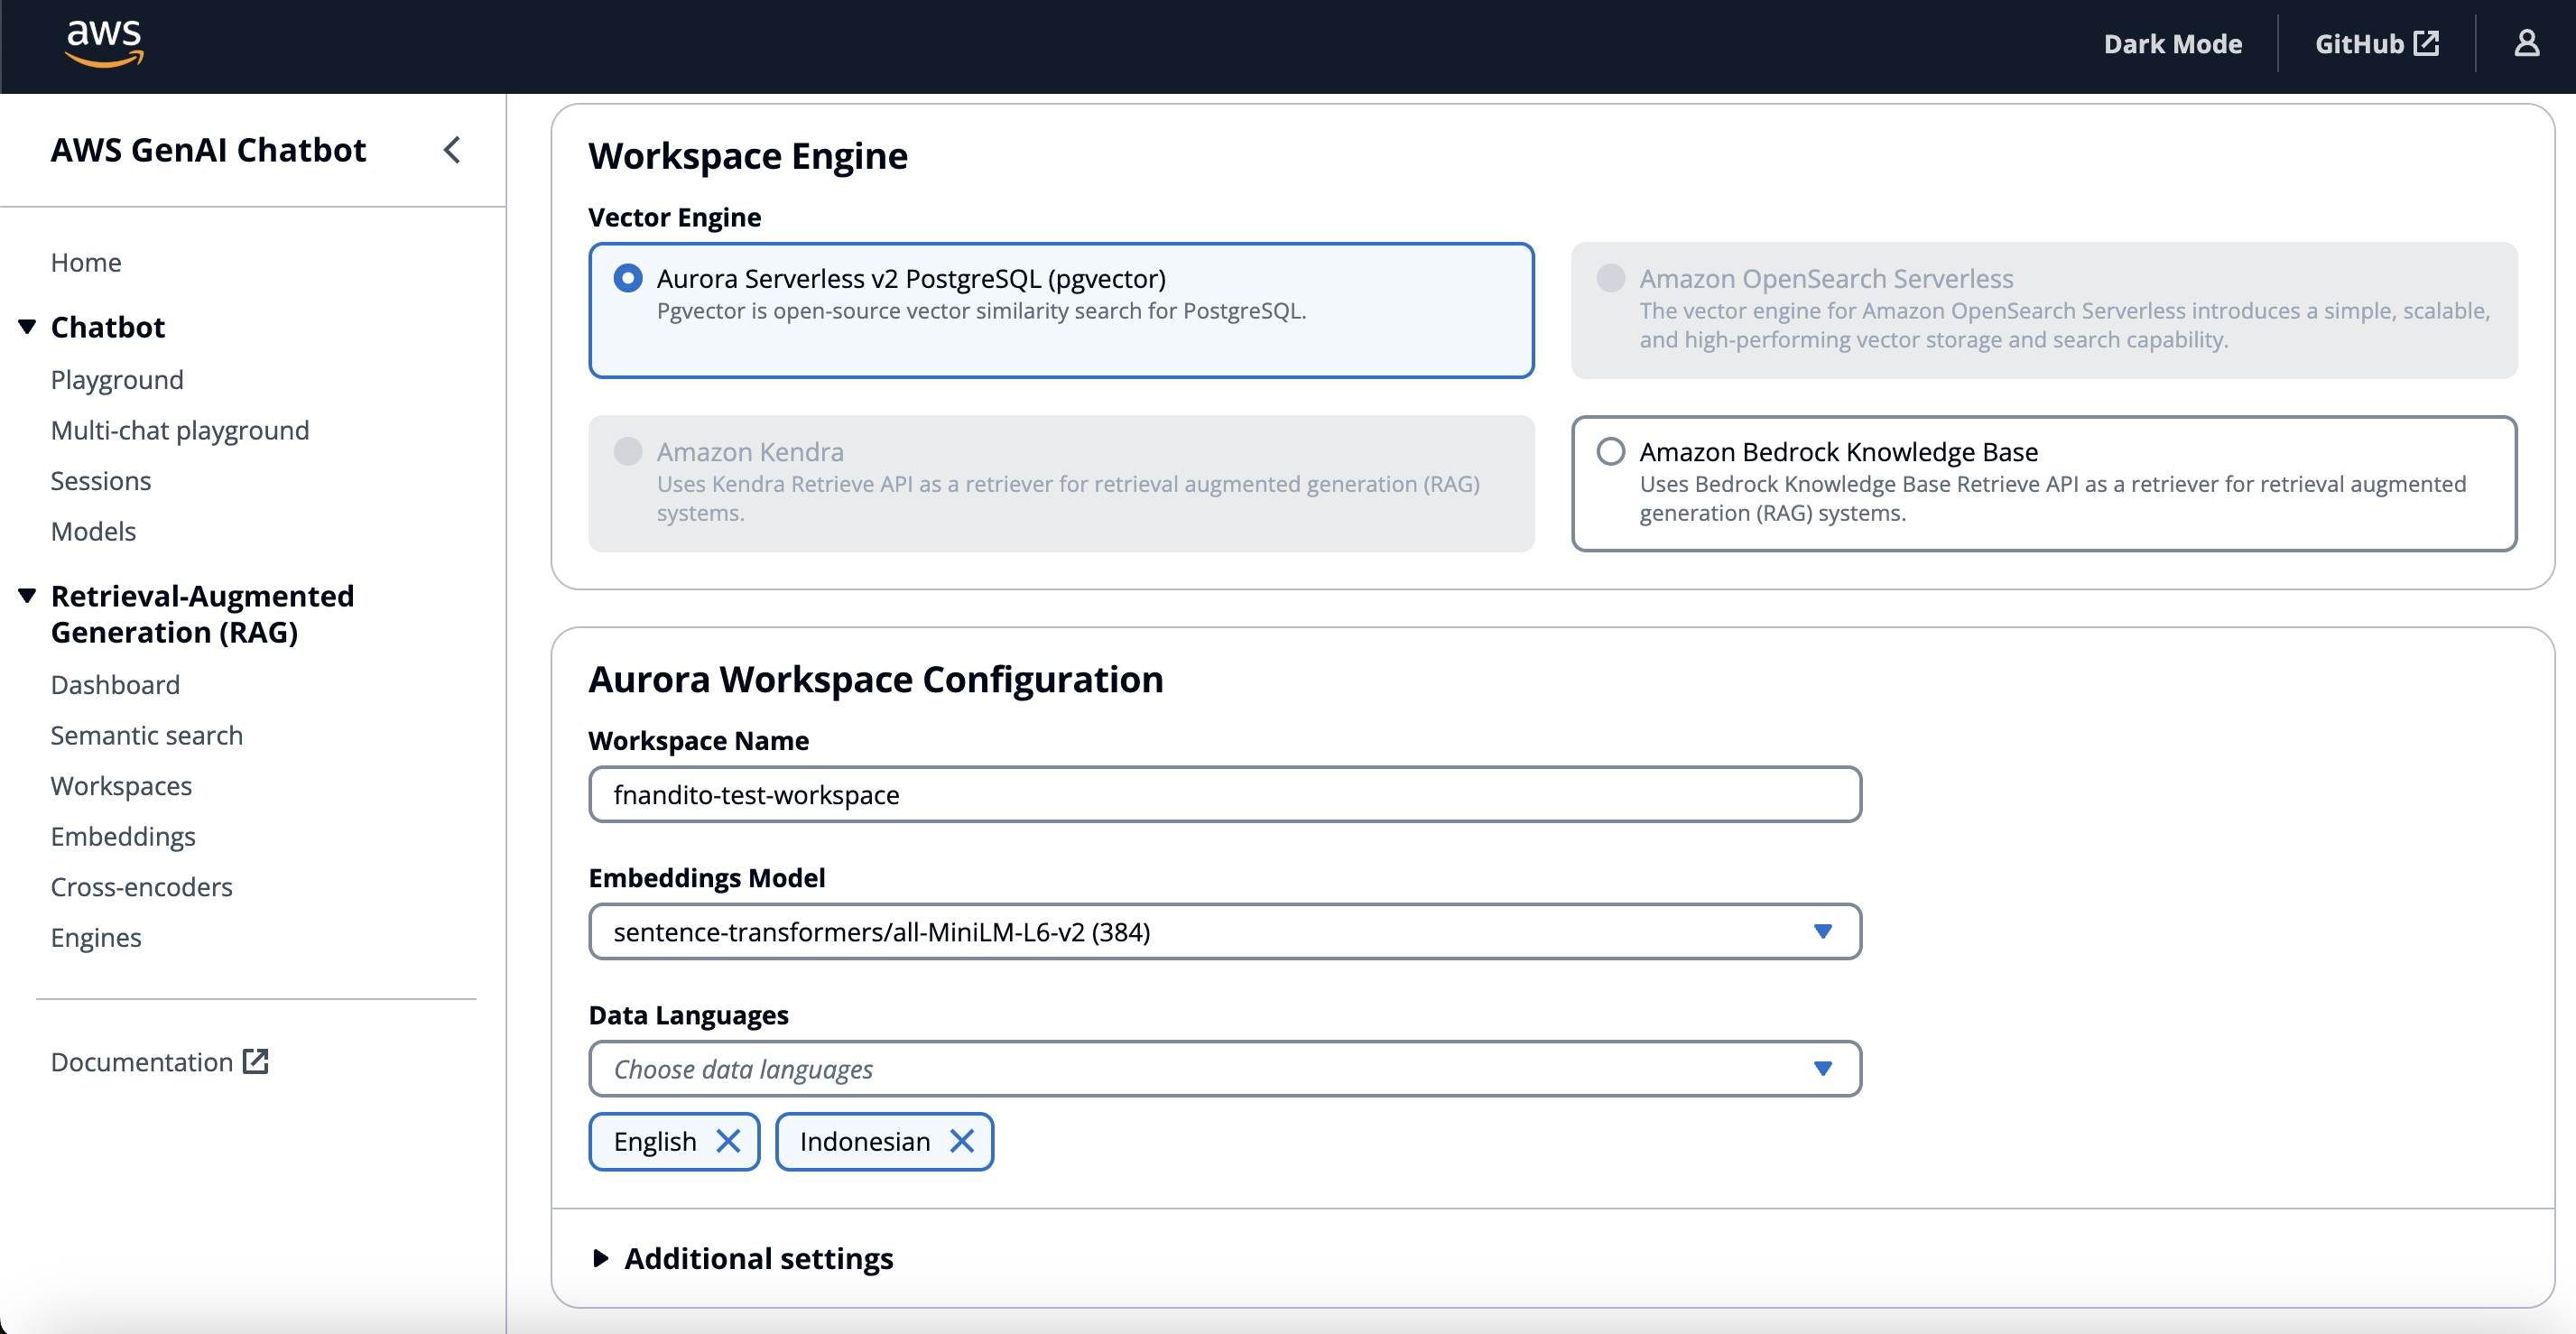 aws
Dark Mode
GitHub
AWS GenAI Chatbot
Home
Chatbot
Playground
Multi-chat playground
Sessions
Models
Retrieval-Augmented
Generation (RAG)
Dashboard
Semantic search
Workspaces
Embeddings
Cross-encoders
Engines
Documentation
Workspace Engine
Vector Engine
Aurora Serverless v2 PostgreSQL (pgvector)
Pgvector is open-source vector similarity search for PostgreSQL.
Amazon OpenSearch Serverless
The vector engine for Amazon OpenSearch Serverless introduces a simple, scalable,
and high-performing vector storage and search capability.
Amazon Kendra
Uses Kendra Retrieve API as a retriever for retrieval augmented generation (RAG)
systems.
Amazon Bedrock Knowledge Base
Uses Bedrock Knowledge Base Retrieve API as a retriever for retrieval augmented
generation (RAG) systems.
Aurora Workspace Configuration
Workspace Name
fnandito-test-workspace
Embeddings Model
sentence-transformers/all-MiniLM-L6-v2 (384)
Data Languages
Choose data languages
English
Indonesian
Additional settings